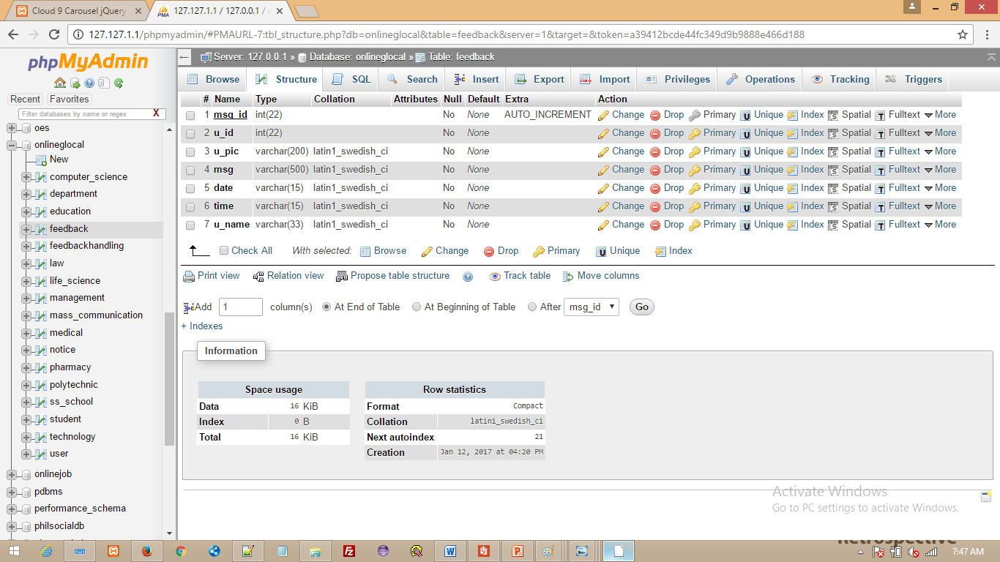 Cloud 9 Carousel jQuery
127.127.1.1 / 127.0.0.1 /
127.127.1.1/phpmyadmin/#PMAURL-7:tbl_structure.php?db=onlineglocal&table=feedback&server=1&target=&token=a39412bcde44fc349d9b9888e466d188
phpMyAdmin
Recent Favorites
Filter databases by name or regex X
oes
onlineglocal
New
computer_science
department
education
feedback
feedbackhandling
law
life_science
management
mass_communication
medical
notice
pharmacy
polytechnic
ss_school
student
technology
user
onlinejob
pdbms
performance_schema
philsocialdb
Server: 127.0.0.1 » Database: onlineglocal » Table: feedback
Browse Structure SQL Search Insert Export Import Privileges Operations Tracking Triggers
# Name Type Collation Attributes Null Default Extra Action
1 msg_id int(22) No None AUTO_INCREMENT Change Drop Primary Unique Index Spatial Fulltext More
2 u_id int(22) No None Change Drop Primary Unique Index Spatial Fulltext More
3 u_pic varchar(200) latin1_swedish_ci No None Change Drop Primary Unique Index Spatial Fulltext More
4 msg varchar(500) latin1_swedish_ci No None Change Drop Primary Unique Index Spatial Fulltext More
5 date varchar(15) latin1_swedish_ci No None Change Drop Primary Unique Index Spatial Fulltext More
6 time varchar(15) latin1_swedish_ci No None Change Drop Primary Unique Index Spatial Fulltext More
7 u_name varchar(33) latin1_swedish_ci No None Change Drop Primary Unique Index Spatial Fulltext More
Check All With selected: Browse Change Drop Primary Unique Index
Print view Relation view Propose table structure Track table Move columns
Add 1 column(s) At End of Table At Beginning of Table After msg_id Go
+ Indexes
Information
Space usage
Data 16 KiB
Index 0 B
Total 16 KiB
Row statistics
Format Compact
Collation latin1_swedish_ci
Next autoindex 21
Creation Jan 12, 2017 at 04:20 PM
Activate Windows
Go to PC settings to activate Windows.
7:47 AM